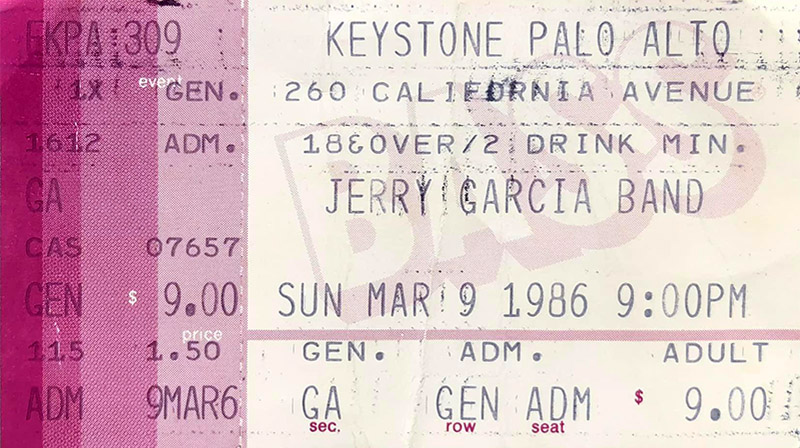 EKPA 309 KEYSTONE PALO ALTO
1X event GEN. 260 CALIFORNIA AVENUE
1612 ADM. 18&OVER/2 DRINK MIN.
GA JERRY GARCIA BAND
CAS 07657
GEN $ 9.00 SUN MAR 9 1986 9:00PM
price
115 1.50 GEN. ADM. ADULT
ADM 9MAR6 GA GEN ADM $ 9.00
sec. row seat
BASS